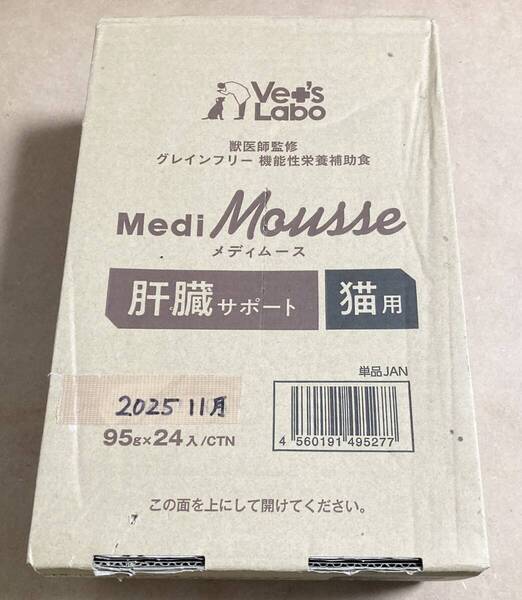 Vet's
Labo
獣医師監修
グレインフリー 機能性栄養補助食
Medi Mousse
メディムース
肝臓サポート 猫用
単品JAN
2025 11月
4 560191 495277
95g×24入/CTN
この面を上にして開けてください。